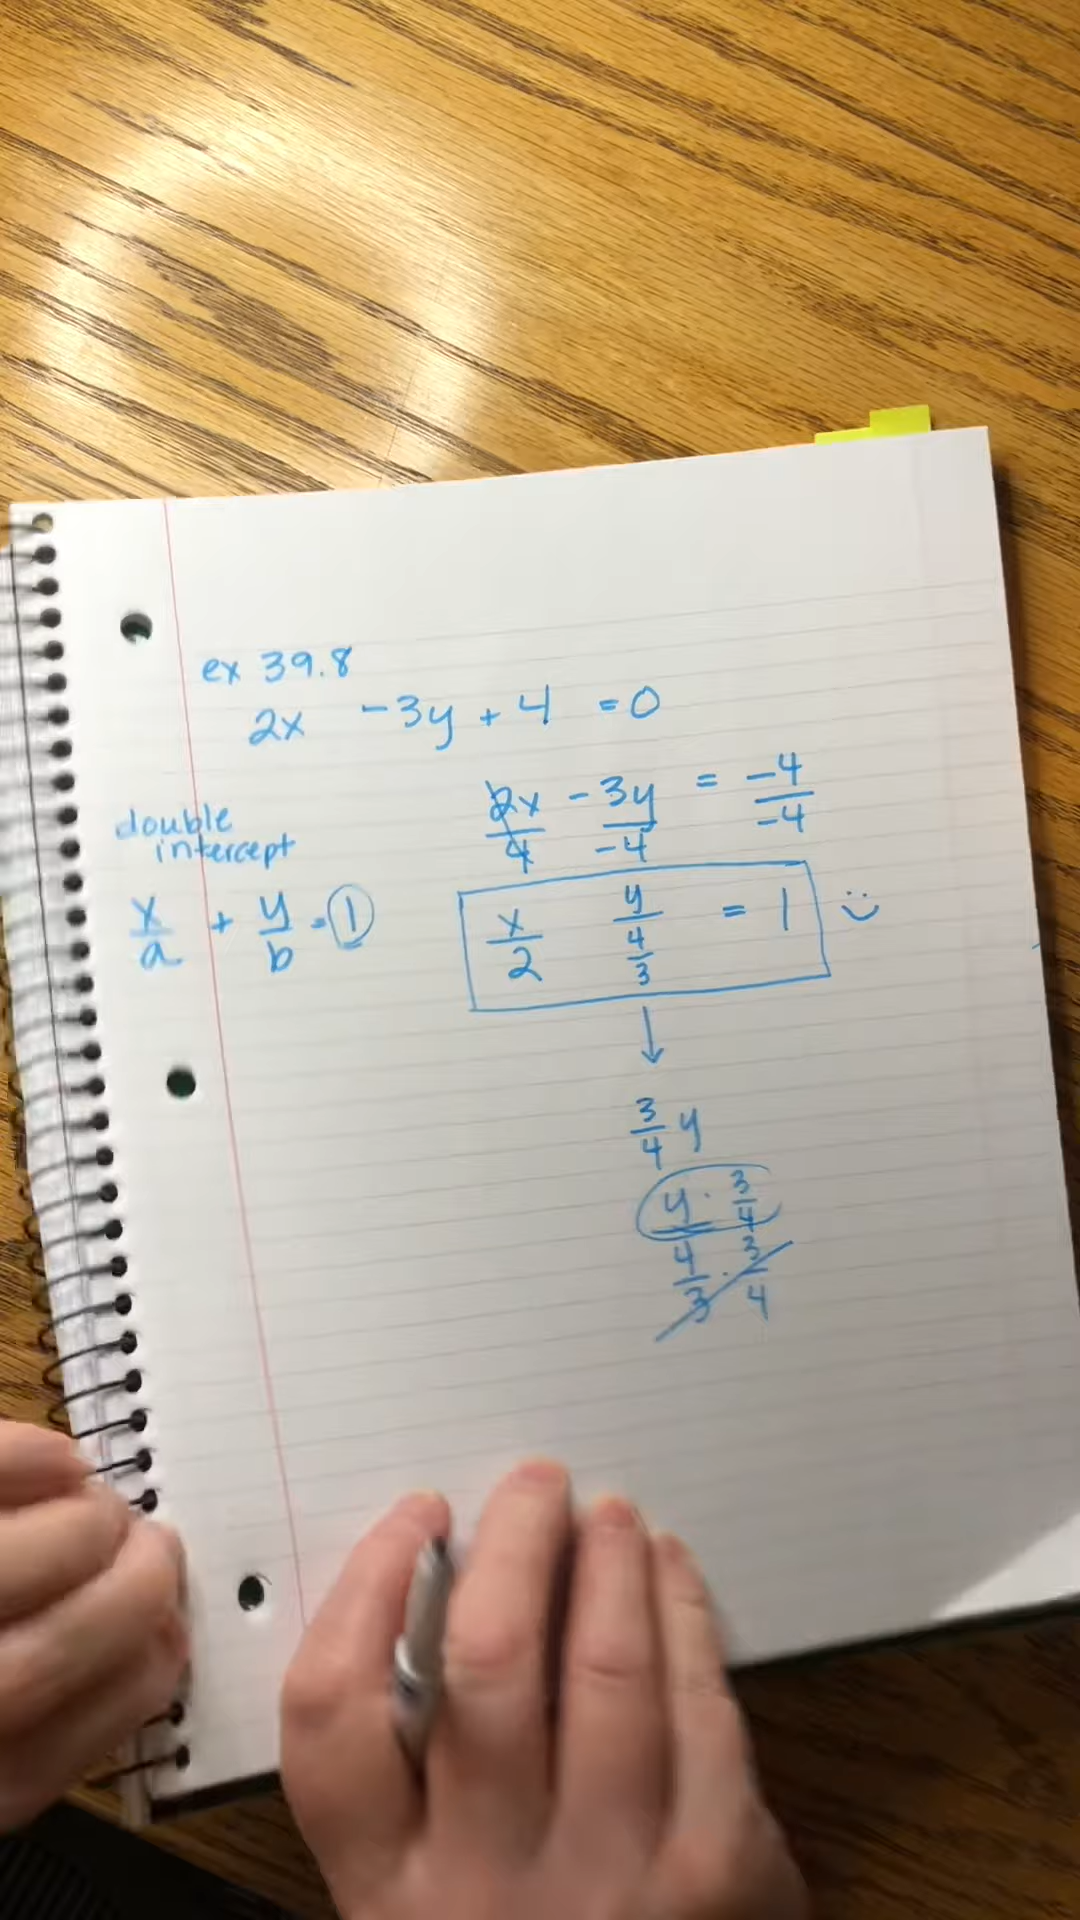 ex 39.8
2x - 3y + 4 = 0
2x/4 - 3y/-4 = -4/-4
double
intercept
x/a + y/b = 1
x/2 y/(4/3) = 1
↓
3/4 y
y · 3/4
4/3 · 3/4